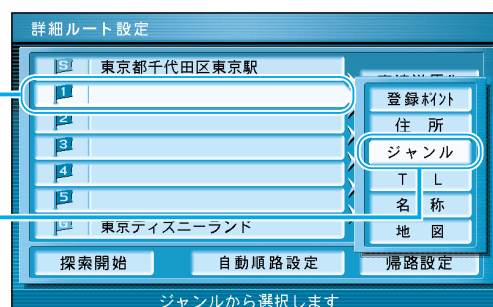 詳細ルート設定
S 東京都千代田区東京駅
1
2
3
4
5
G 東京ディズニーランド
登録ポイント
住 所
ジャンル
T L
名 称
地 図
探索開始 自動順路設定 帰路設定
ジャンルから選択します